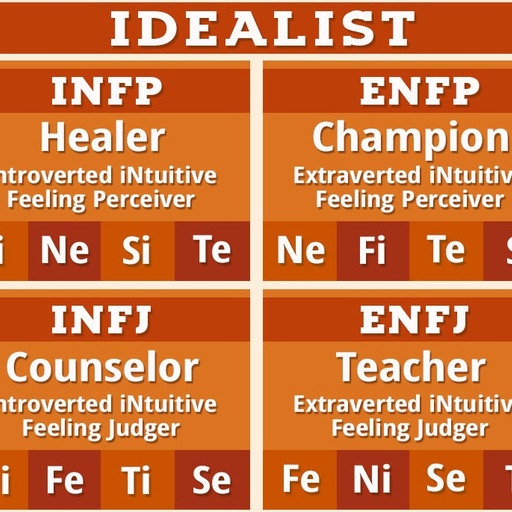 IDEALIST
INFP
Healer
ntroverted iNtuitive
Feeling Perceiver
i Ne Si Te
ENFP
Champion
Extraverted iNtuitiv
Feeling Perceiver
Ne Fi Te S
INFJ
Counselor
ntroverted iNtuitive
Feeling Judger
i Fe Ti Se
ENFJ
Teacher
Extraverted iNtuitiv
Feeling Judger
Fe Ni Se T